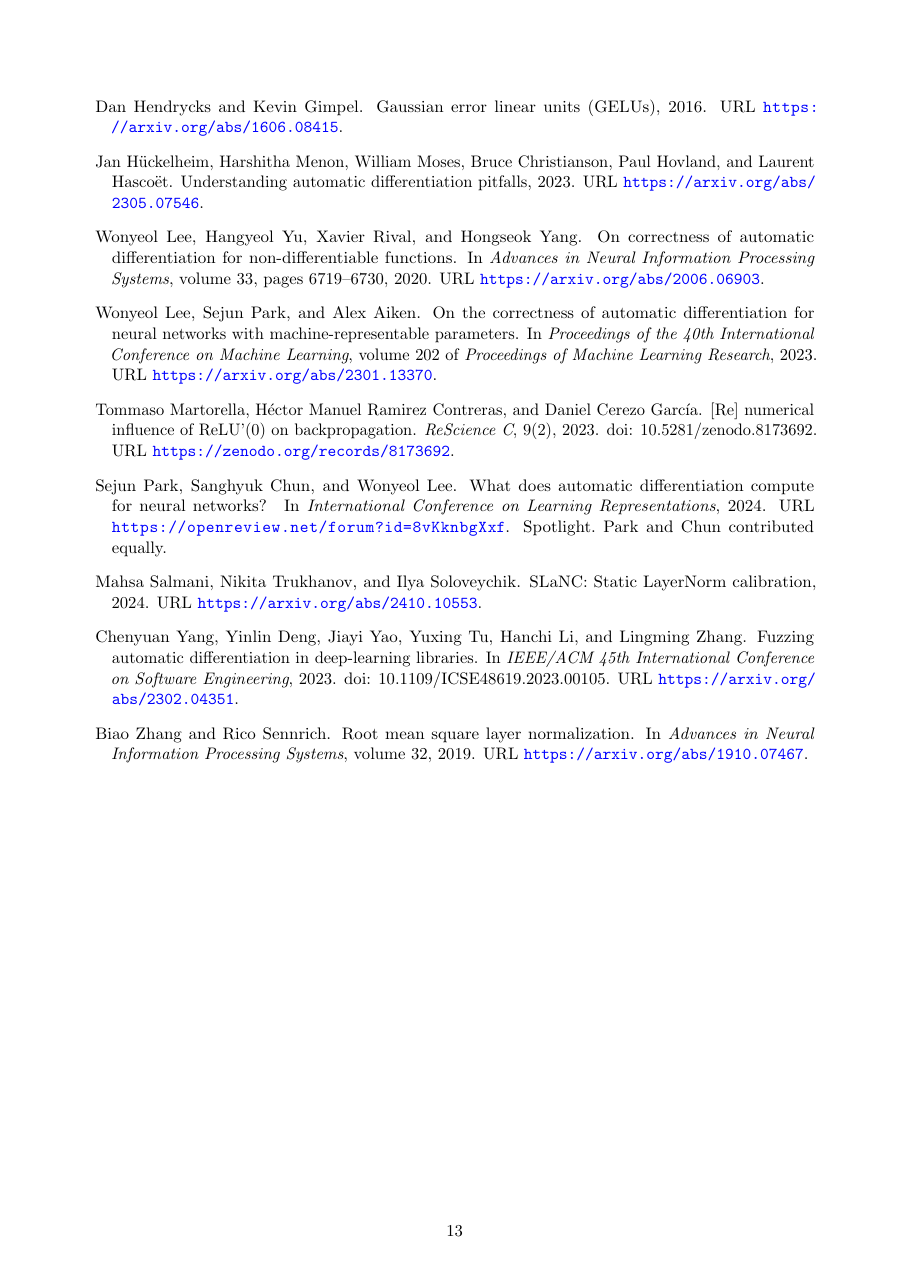 Dan Hendrycks and Kevin Gimpel. Gaussian error linear units (GELUs), 2016. URL https:
//arxiv.org/abs/1606.08415.
Jan Hückelheim, Harshitha Menon, William Moses, Bruce Christianson, Paul Hovland, and Laurent
Hascoët. Understanding automatic differentiation pitfalls, 2023. URL https://arxiv.org/abs/
2305.07546.
Wonyeol Lee, Hangyeol Yu, Xavier Rival, and Hongseok Yang. On correctness of automatic
differentiation for non-differentiable functions. In Advances in Neural Information Processing
Systems, volume 33, pages 6719–6730, 2020. URL https://arxiv.org/abs/2006.06903.
Wonyeol Lee, Sejun Park, and Alex Aiken. On the correctness of automatic differentiation for
neural networks with machine-representable parameters. In Proceedings of the 40th International
Conference on Machine Learning, volume 202 of Proceedings of Machine Learning Research, 2023.
URL https://arxiv.org/abs/2301.13370.
Tommaso Martorella, Héctor Manuel Ramirez Contreras, and Daniel Cerezo García. [Re] numerical
influence of ReLU'(0) on backpropagation. ReScience C, 9(2), 2023. doi: 10.5281/zenodo.8173692.
URL https://zenodo.org/records/8173692.
Sejun Park, Sanghyuk Chun, and Wonyeol Lee. What does automatic differentiation compute
for neural networks? In International Conference on Learning Representations, 2024. URL
https://openreview.net/forum?id=8vKknbgXxf. Spotlight. Park and Chun contributed
equally.
Mahsa Salmani, Nikita Trukhanov, and Ilya Soloveychik. SLaNC: Static LayerNorm calibration,
2024. URL https://arxiv.org/abs/2410.10553.
Chenyuan Yang, Yinlin Deng, Jiayi Yao, Yuxing Tu, Hanchi Li, and Lingming Zhang. Fuzzing
automatic differentiation in deep-learning libraries. In IEEE/ACM 45th International Conference
on Software Engineering, 2023. doi: 10.1109/ICSE48619.2023.00105. URL https://arxiv.org/
abs/2302.04351.
Biao Zhang and Rico Sennrich. Root mean square layer normalization. In Advances in Neural
Information Processing Systems, volume 32, 2019. URL https://arxiv.org/abs/1910.07467.
13